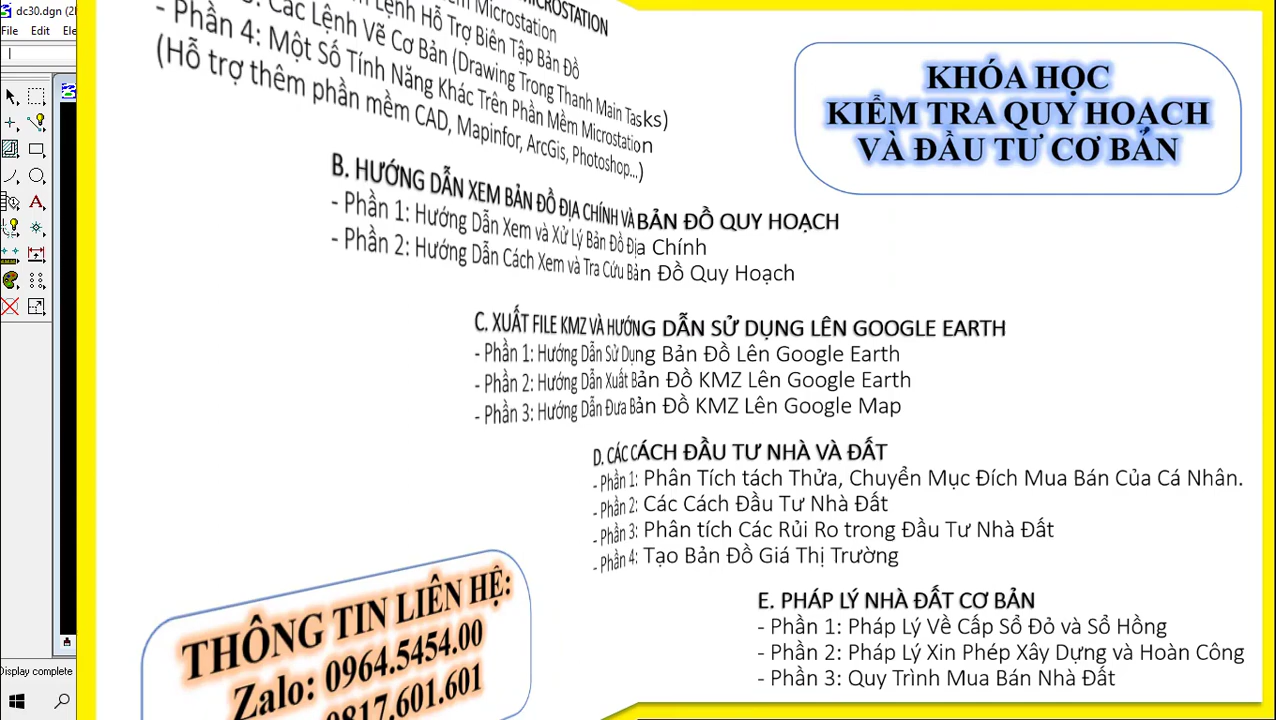 dc30.dgn (2
File Edit Ele
MICROSTATION
Microstation
Lệnh Hỗ Trợ Biên Tập Bản Đồ
Các Lệnh Vẽ Cơ Bản (Drawing Trong Thanh Main Tasks)
- Phần 4: Một Số Tính Năng Khác Trên Phần Mềm Microstation
(Hỗ trợ thêm phần mềm CAD, Mapinfor, ArcGis, Photoshop...)
KHÓA HỌC
KIỂM TRA QUY HOẠCH
VÀ ĐẦU TƯ CƠ BẢN
B. HƯỚNG DẪN XEM BẢN ĐỒ ĐỊA CHÍNH VÀ BẢN ĐỒ QUY HOẠCH
- Phần 1: Hướng Dẫn Xem và Xử Lý Bản Đồ Địa Chính
- Phần 2: Hướng Dẫn Cách Xem và Tra Cứu Bản Đồ Quy Hoạch
C. XUẤT FILE KMZ VÀ HƯỚNG DẪN SỬ DỤNG LÊN GOOGLE EARTH
- Phần 1: Hướng Dẫn Sử Dụng Bản Đồ Lên Google Earth
- Phần 2: Hướng Dẫn Xuất Bản Đồ KMZ Lên Google Earth
- Phần 3: Hướng Dẫn Đưa Bản Đồ KMZ Lên Google Map
D. CÁC CÁCH ĐẦU TƯ NHÀ VÀ ĐẤT
- Phần 1: Phân Tích tách Thửa, Chuyển Mục Đích Mua Bán Của Cá Nhân.
- Phần 2: Các Cách Đầu Tư Nhà Đất
- Phần 3: Phân tích Các Rủi Ro trong Đầu Tư Nhà Đất
- Phần 4: Tạo Bản Đồ Giá Thị Trường
E. PHÁP LÝ NHÀ ĐẤT CƠ BẢN
- Phần 1: Pháp Lý Về Cấp Sổ Đỏ và Sổ Hồng
- Phần 2: Pháp Lý Xin Phép Xây Dựng và Hoàn Công
- Phần 3: Quy Trình Mua Bán Nhà Đất
THÔNG TIN LIÊN HỆ:
Zalo: 0964.5454.00
0817.601.601
Display complete